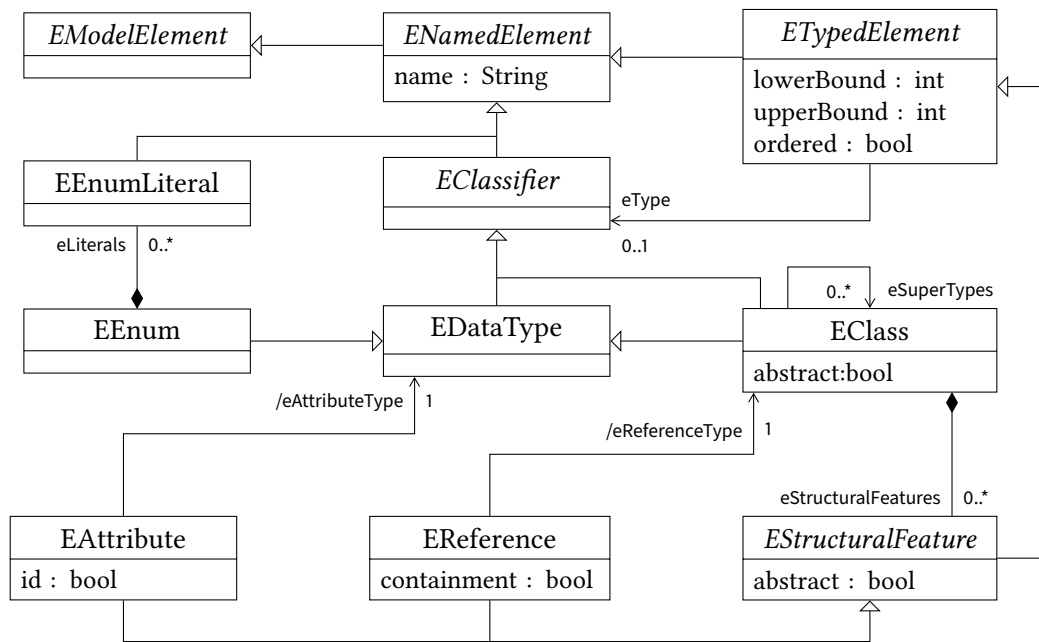 EModelElement
ENamedElement
name : String
ETypedElement
lowerBound : int
upperBound : int
ordered : bool
EEnumLiteral
EClassifier
eType
0..1
eLiterals
0..*
0..*
eSuperTypes
EEnum
EDataType
EClass
abstract:bool
/eAttributeType
1
/eReferenceType
1
eStructuralFeatures
0..*
EAttribute
id : bool
EReference
containment : bool
EStructuralFeature
abstract : bool